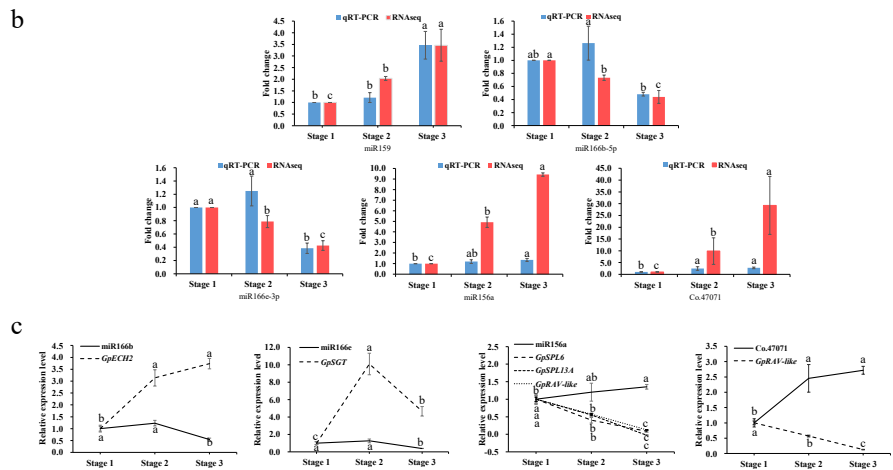 b
qRT-PCR RNAseq
4.5
4.0
3.5
3.0
2.5
2.0
1.5
1.0
0.5
0.0
Fold change
b c
b b
a a
Stage 1 Stage 2 Stage 3
miR159
qRT-PCR RNAseq
1.6
1.4
1.2
1.0
0.8
0.6
0.4
0.2
0.0
Fold change
ab a
a b
b c
Stage 1 Stage 2 Stage 3
miR166b-5p
qRT-PCR RNAseq
1.6
1.4
1.2
1.0
0.8
0.6
0.4
0.2
0.0
Fold change
a a
a b
b c
Stage 1 Stage 2 Stage 3
miR166e-3p
qRT-PCR RNAseq
10.0
9.0
8.0
7.0
6.0
5.0
4.0
3.0
2.0
1.0
0.0
Fold change
b c
ab b
a a
Stage 1 Stage 2 Stage 3
miR156a
qRT-PCR RNAseq
45.0
40.0
35.0
30.0
25.0
20.0
15.0
10.0
5.0
0.0
Fold change
b c
a b
a a
Stage 1 Stage 2 Stage 3
Co.47071
c
miR166b
GpECH2
5.0
4.5
4.0
3.5
3.0
2.5
2.0
1.5
1.0
0.5
0.0
Relative expression level
b a a
a a b
Stage 1 Stage 2 Stage 3
miR166e
GpSGT
12.0
10.0
8.0
6.0
4.0
2.0
0.0
Relative expression level
c a b
a a b
Stage 1 Stage 2 Stage 3
miR156a
GpSPL6
GpSPL13A
GpRAV-like
2.5
2.0
1.5
1.0
0.5
0.0
-0.5
Relative expression level
b ab a
a b c
a b c
a b c
Stage 1 Stage 2 Stage 3
Co.47071
GpRAV-like
3.5
3.0
2.5
2.0
1.5
1.0
0.5
0.0
Relative expression level
b a a
a b c
Stage 1 Stage 2 Stage 3